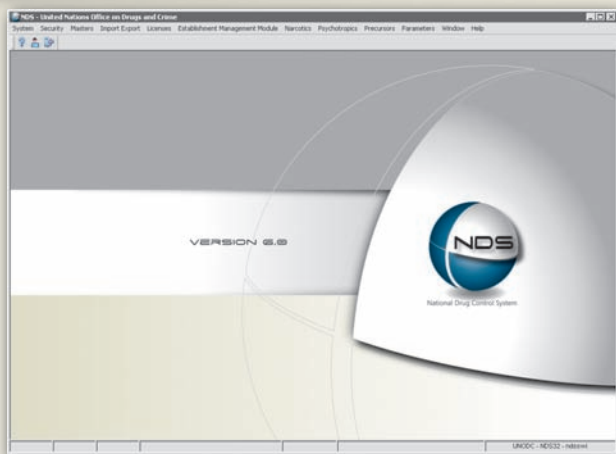 NDS - United Nations Office on Drugs and Crime
System Security Masters Import Export Licenses Establishment Management Module Narcotics Psychotropics Precursors Parameters Window Help
VERSION 6.0
NDS
National Drug Control System
UNODC - NDS32 - ndsowi